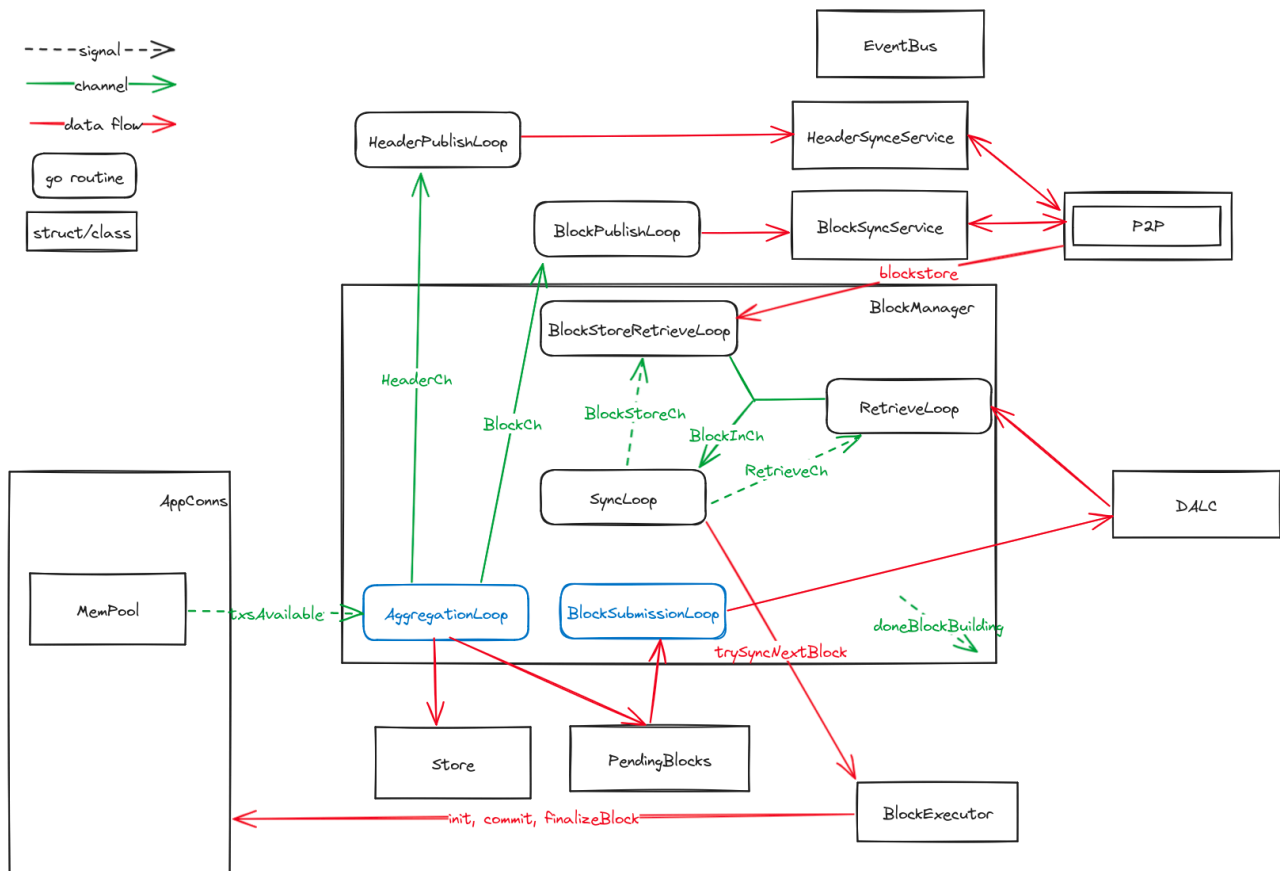 EventBus
signal
channel
data flow
go routine
struct/class
HeaderPublishLoop
HeaderSynceService
BlockPublishLoop
BlockSyncService
P2P
blockstore
BlockManager
BlockStoreRetrieveLoop
HeaderCh
BlockCh
BlockStoreCh
RetrieveLoop
BlockInCh
RetrieveCh
SyncLoop
AppConns
DALC
MemPool
txsAvailable
AggregationLoop
BlockSubmissionLoop
doneBlockBuilding
trySyncNextBlock
Store
PendingBlocks
BlockExecutor
init, commit, finalizeBlock